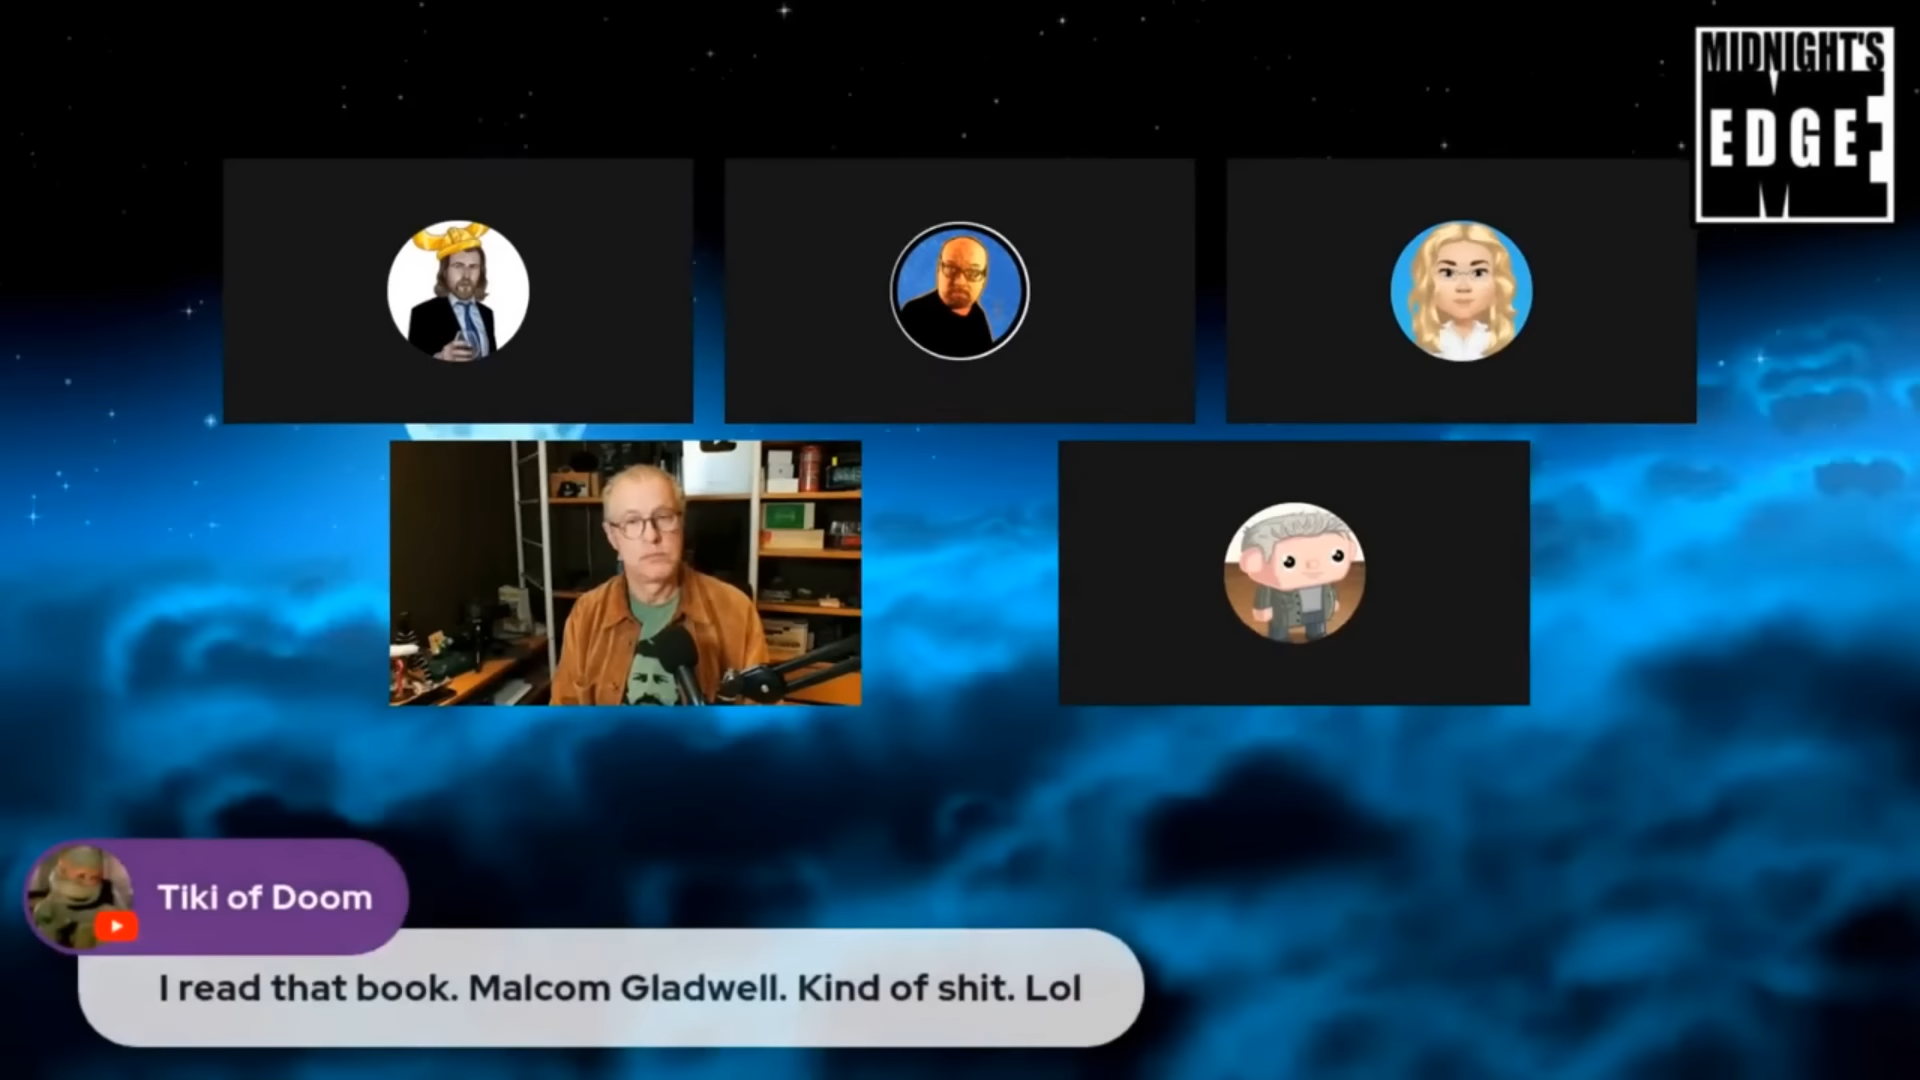 MIDNIGHT'S
EDGE
Tiki of Doom
I read that book. Malcom Gladwell. Kind of shit. Lol